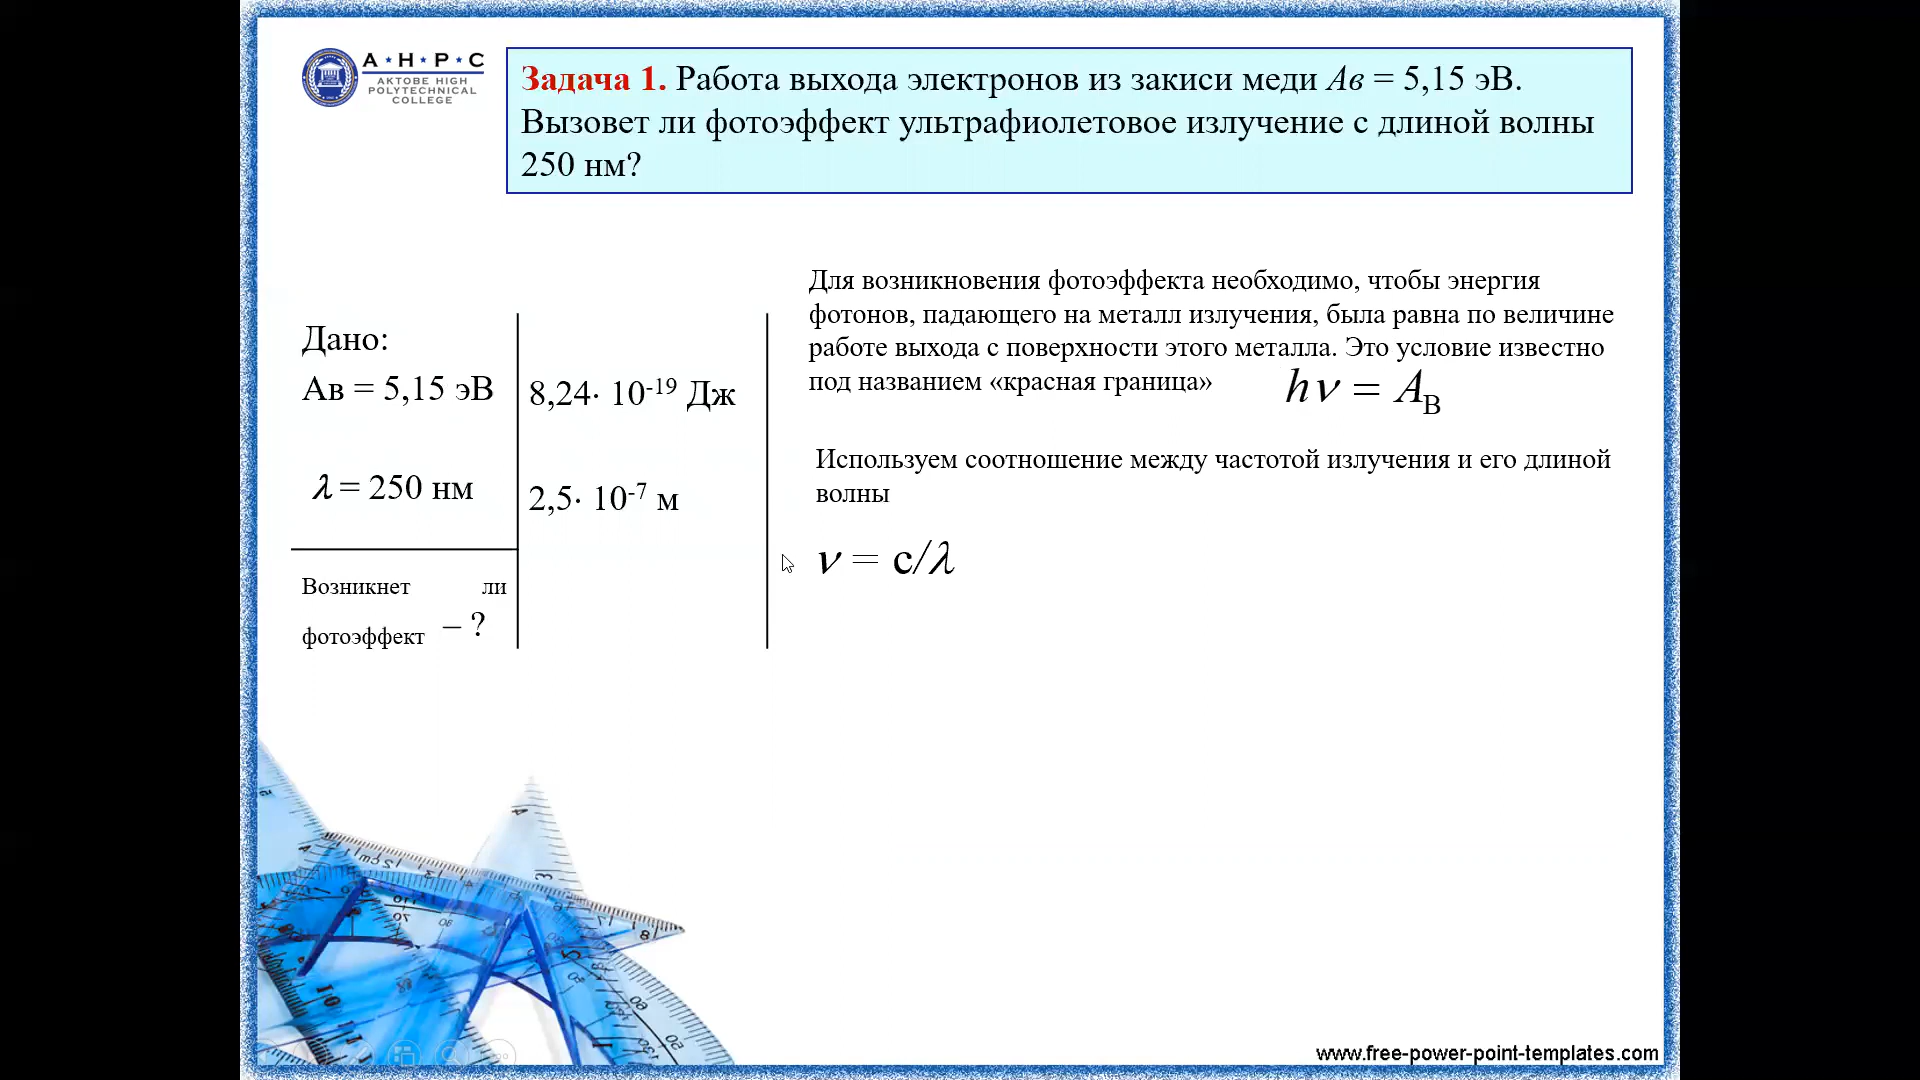 A·H·P·C
AKTOBE HIGH
POLYTECHNICAL
COLLEGE
Задача 1. Работа выхода электронов из закиси меди Ав = 5,15 эВ.
Вызовет ли фотоэффект ультрафиолетовое излучение с длиной волны
250 нм?
Дано:
Ав = 5,15 эВ
λ = 250 нм
Возникнет ли
фотоэффект – ?
8,24· 10⁻¹⁹ Дж
2,5· 10⁻⁷ м
Для возникновения фотоэффекта необходимо, чтобы энергия
фотонов, падающего на металл излучения, была равна по величине
работе выхода с поверхности этого металла. Это условие известно
под названием «красная граница» hν = A_В
Используем соотношение между частотой излучения и его длиной
волны
ν = c/λ
www.free-power-point-templates.com